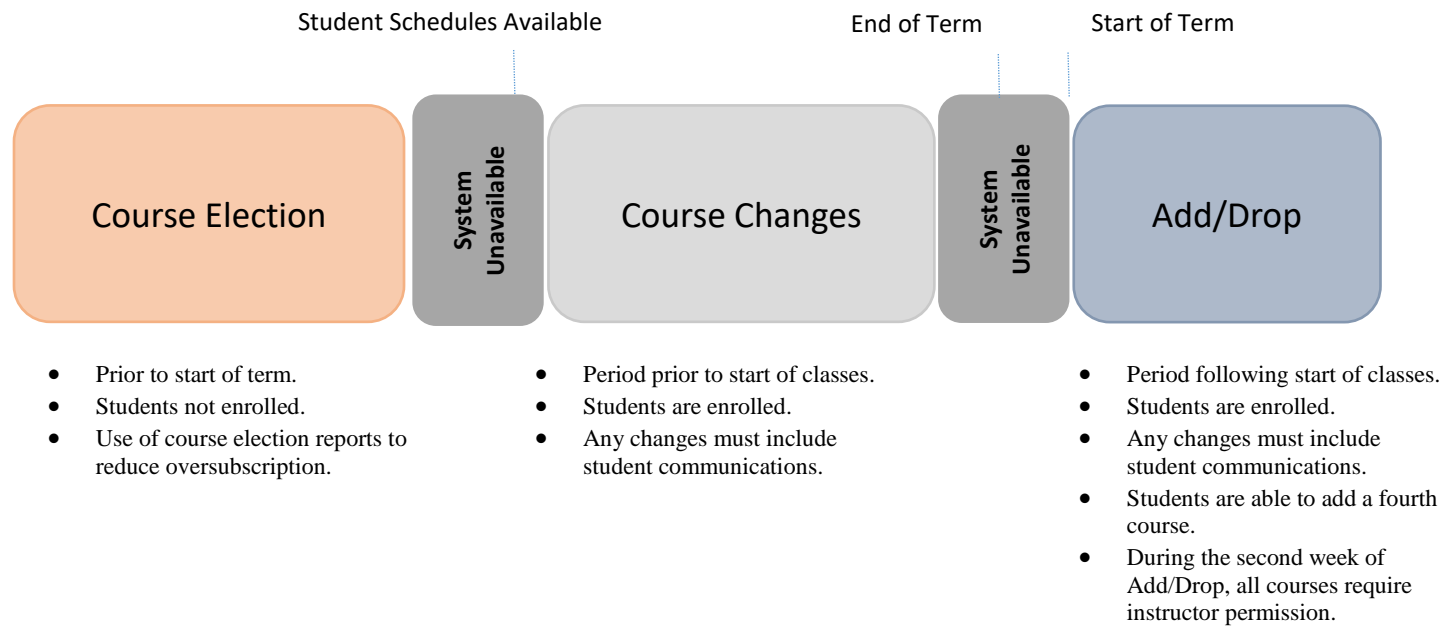 Student Schedules Available
End of Term
Start of Term
Course Election
System
Unavailable
Course Changes
System
Unavailable
Add/Drop
• Prior to start of term.
• Students not enrolled.
• Use of course election reports to
reduce oversubscription.
• Period prior to start of classes.
• Students are enrolled.
• Any changes must include
student communications.
• Period following start of classes.
• Students are enrolled.
• Any changes must include
student communications.
• Students are able to add a fourth
course.
• During the second week of
Add/Drop, all courses require
instructor permission.